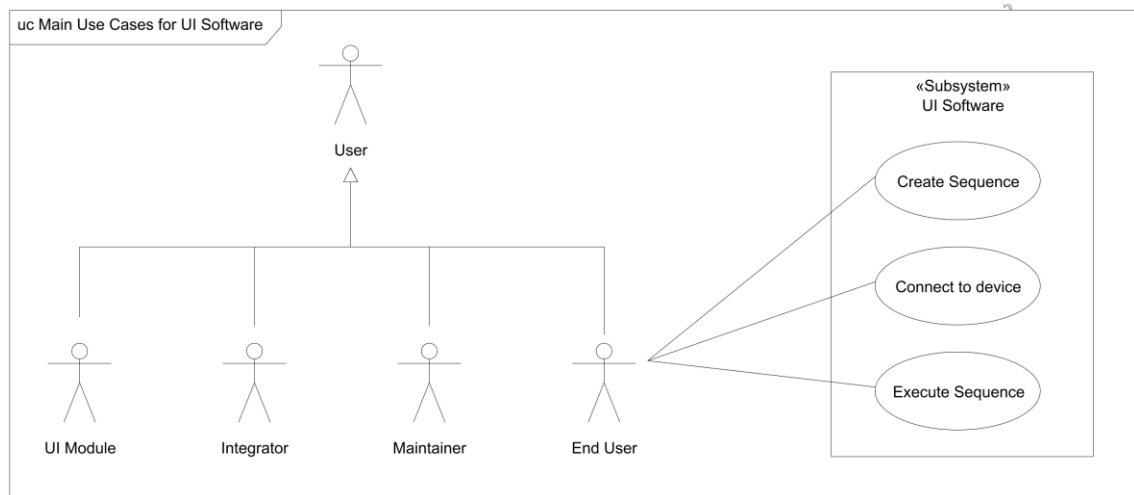 uc Main Use Cases for UI Software
User
«Subsystem»
UI Software
Create Sequence
Connect to device
Execute Sequence
UI Module
Integrator
Maintainer
End User